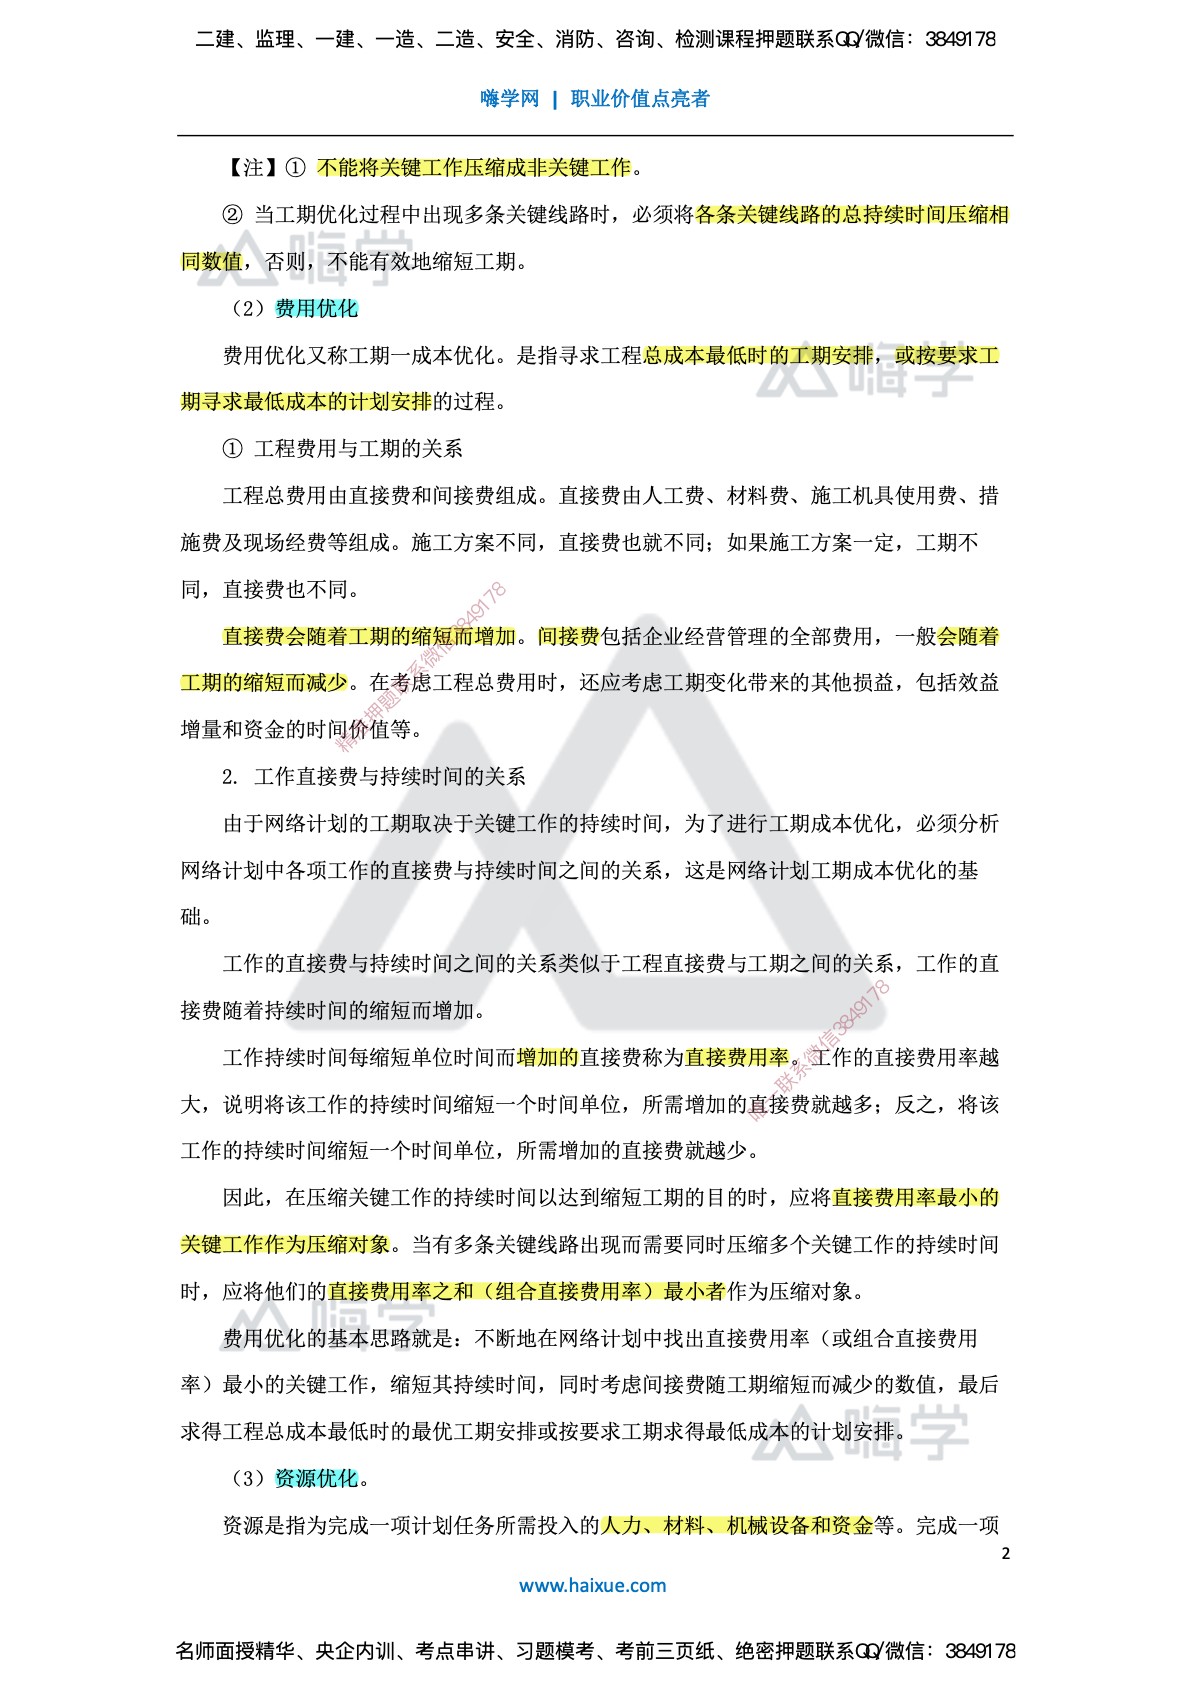 二建、监理、一建、一造、二造、安全、消防、咨询、检测课程押题联系QQ/微信：3849178
嗨学网 | 职业价值点亮者
【注】① 不能将关键工作压缩成非关键工作。
② 当工期优化过程中出现多条关键线路时，必须将各条关键线路的总持续时间压缩相
同数值，否则，不能有效地缩短工期。
嗨学
（2）费用优化
费用优化又称工期一成本优化。是指寻求工程总成本最低时的工期安排，或按要求工
期寻求最低成本的计划安排的过程。
嗨学
① 工程费用与工期的关系
工程总费用由直接费和间接费组成。直接费由人工费、材料费、施工机具使用费、措
施费及现场经费等组成。施工方案不同，直接费也就不同；如果施工方案一定，工期不
同，直接费也不同。
直接费会随着工期的缩短而增加。间接费包括企业经营管理的全部费用，一般会随着
工期的缩短而减少。在考虑工程总费用时，还应考虑工期变化带来的其他损益，包括效益
增量和资金的时间价值等。
精准押题联系微信3849178
2. 工作直接费与持续时间的关系
由于网络计划的工期取决于关键工作的持续时间，为了进行工期成本优化，必须分析
网络计划中各项工作的直接费与持续时间之间的关系，这是网络计划工期成本优化的基
础。
工作的直接费与持续时间之间的关系类似于工程直接费与工期之间的关系，工作的直
接费随着持续时间的缩短而增加。
工作持续时间每缩短单位时间而增加的直接费称为直接费用率。工作的直接费用率越
大，说明将该工作的持续时间缩短一个时间单位，所需增加的直接费就越多；反之，将该
工作的持续时间缩短一个时间单位，所需增加的直接费就越少。
唯一联系微信3849178
因此，在压缩关键工作的持续时间以达到缩短工期的目的时，应将直接费用率最小的
关键工作作为压缩对象。当有多条关键线路出现而需要同时压缩多个关键工作的持续时间
时，应将他们的直接费用率之和（组合直接费用率）最小者作为压缩对象。
嗨学
费用优化的基本思路就是：不断地在网络计划中找出直接费用率（或组合直接费用
率）最小的关键工作，缩短其持续时间，同时考虑间接费随工期缩短而减少的数值，最后
求得工程总成本最低时的最优工期安排或按要求工期求得最低成本的计划安排。
嗨学
（3）资源优化。
资源是指为完成一项计划任务所需投入的人力、材料、机械设备和资金等。完成一项
2
www.haixue.com
名师面授精华、央企内训、考点串讲、习题模考、考前三页纸、绝密押题联系QQ/微信：3849178